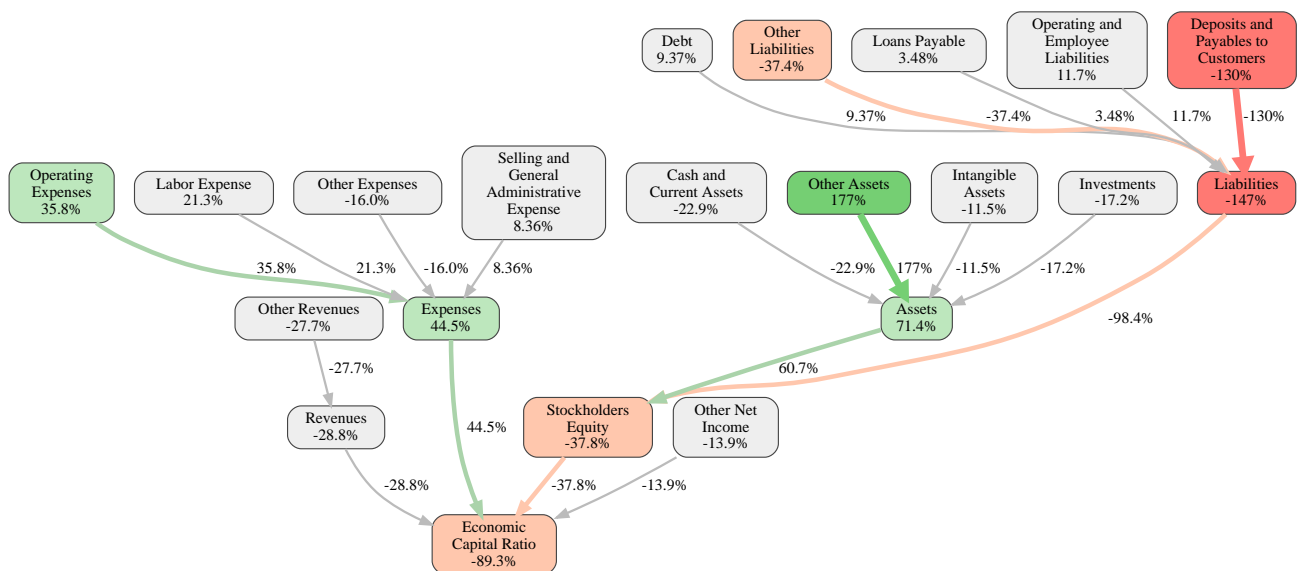 Debt
9.37%
Other
Liabilities
-37.4%
Loans Payable
3.48%
Operating and
Employee
Liabilities
11.7%
Deposits and
Payables to
Customers
-130%
9.37%
-37.4%
3.48%
11.7%
-130%
Operating
Expenses
35.8%
Labor Expense
21.3%
Other Expenses
-16.0%
Selling and
General
Administrative
Expense
8.36%
Cash and
Current Assets
-22.9%
Other Assets
177%
Intangible
Assets
-11.5%
Investments
-17.2%
Liabilities
-147%
35.8%
21.3%
-16.0%
8.36%
-22.9%
177%
-11.5%
-17.2%
Other Revenues
-27.7%
Expenses
44.5%
Assets
71.4%
-98.4%
-27.7%
60.7%
Revenues
-28.8%
44.5%
Stockholders
Equity
-37.8%
Other Net
Income
-13.9%
-28.8%
-37.8%
-13.9%
Economic
Capital Ratio
-89.3%